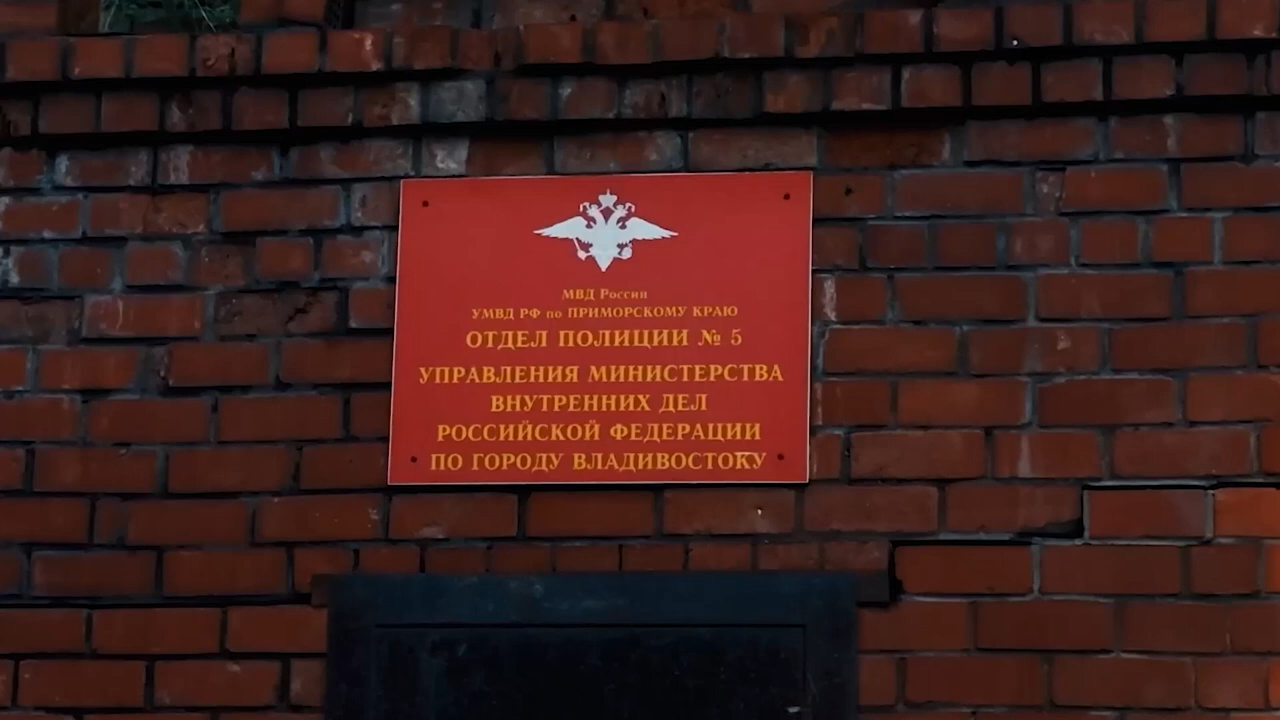 МВД России
УМВД РФ по ПРИМОРСКОМУ КРАЮ
ОТДЕЛ ПОЛИЦИИ № 5
УПРАВЛЕНИЯ МИНИСТЕРСТВА
ВНУТРЕННИХ ДЕЛ
РОССИЙСКОЙ ФЕДЕРАЦИИ
ПО ГОРОДУ ВЛАДИВОСТОКУ